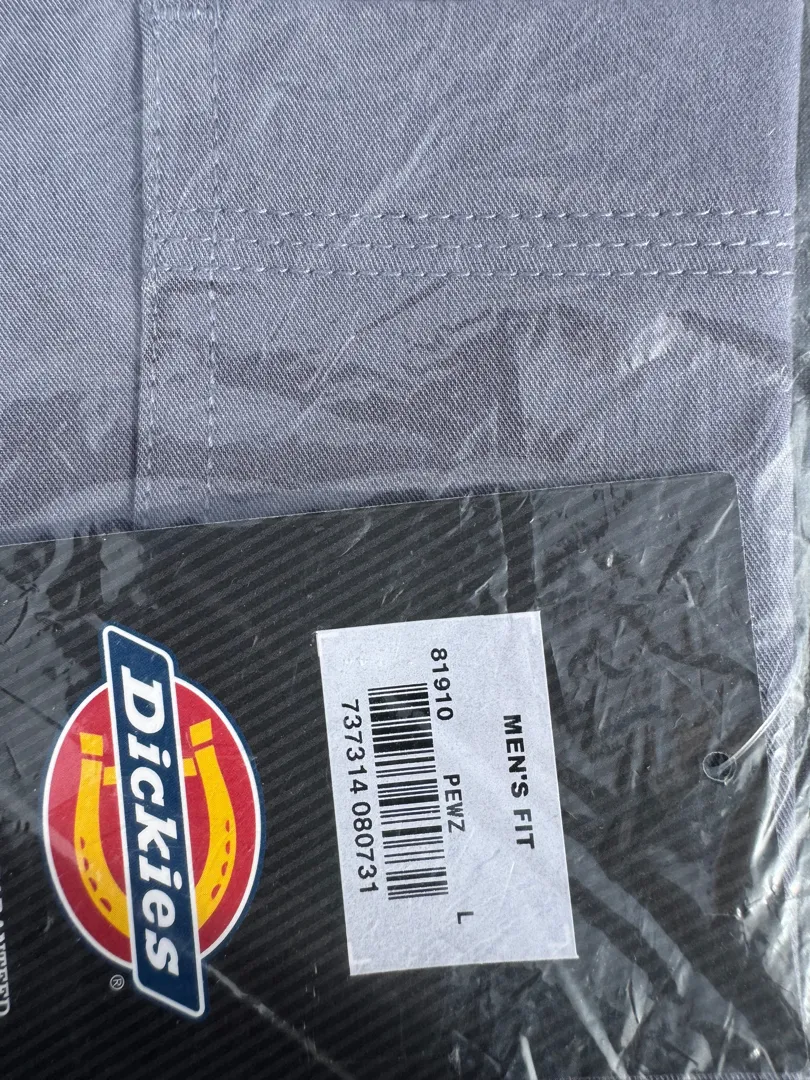 MEN'S FIT
81910 PEWZ L
737314 080731
Dickies
®